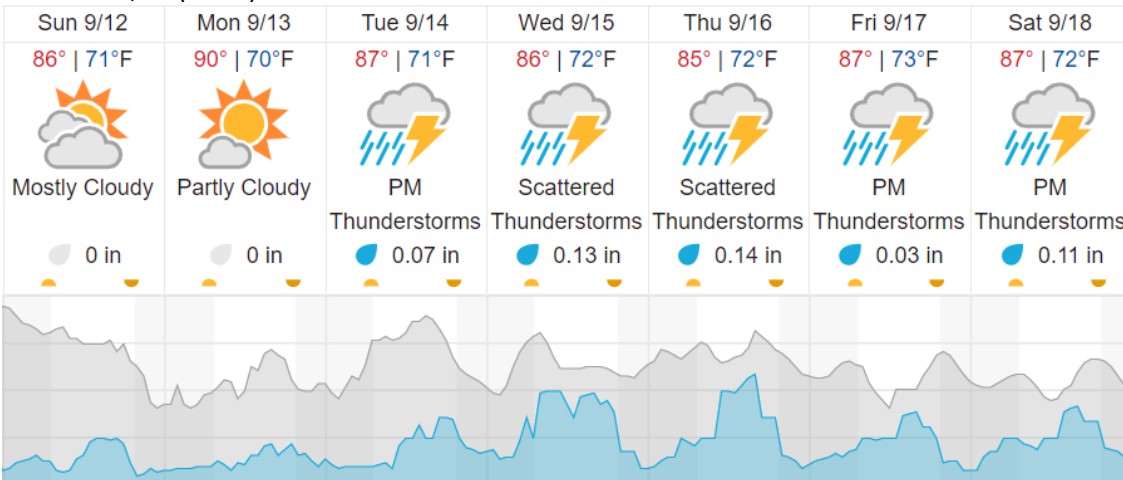 Sun 9/12 Mon 9/13 Tue 9/14 Wed 9/15 Thu 9/16 Fri 9/17 Sat 9/18
86° | 71°F 90° | 70°F 87° | 71°F 86° | 72°F 85° | 72°F 87° | 73°F 87° | 72°F
Mostly Cloudy Partly Cloudy PM Scattered Scattered PM PM
Thunderstorms Thunderstorms Thunderstorms Thunderstorms Thunderstorms
0 in 0 in 0.07 in 0.13 in 0.14 in 0.03 in 0.11 in